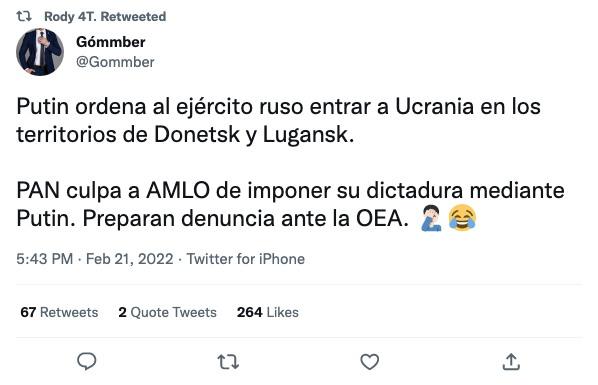 Rody 4T. Retweeted
Gómmber
@Gommber
Putin ordena al ejército ruso entrar a Ucrania en los
territorios de Donetsk y Lugansk.
PAN culpa a AMLO de imponer su dictadura mediante
Putin. Preparan denuncia ante la OEA. 🤦🏻‍♂️😂
5:43 PM · Feb 21, 2022 · Twitter for iPhone
67 Retweets 2 Quote Tweets 264 Likes